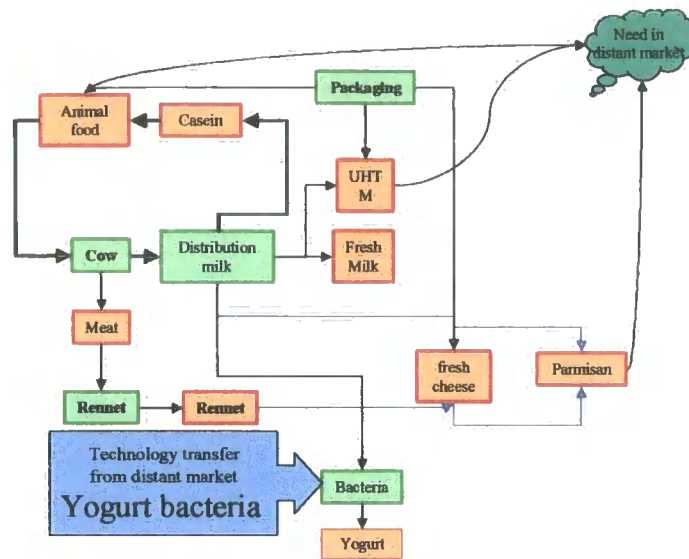 Need in
distant market
Packaging
Animal
food
Casein
UHT
M
Cow
Distribution
milk
Fresh
Milk
Meat
fresh
cheese
Parmisan
Rennet
Rennet
Technology transfer
from distant market
Yogurt bacteria
Bacteria
Yogurt